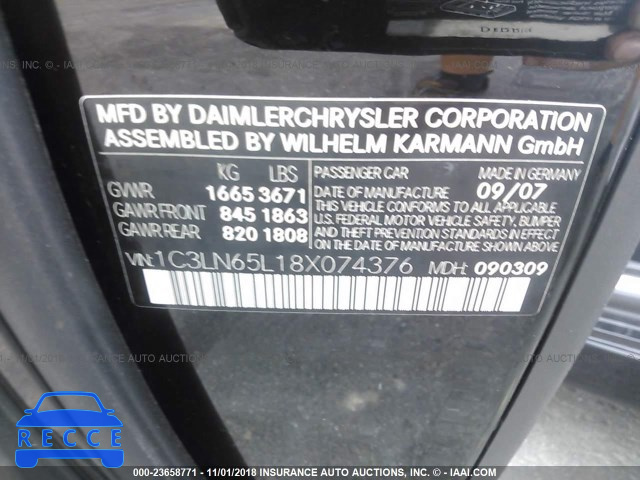 MFD BY DAIMLERCHRYSLER CORPORATION
ASSEMBLED BY WILHELM KARMANN GmbH
KG LBS
GVWR 1665 3671
GAWR FRONT 845 1863
GAWR REAR 820 1808
PASSENGER CAR MADE IN GERMANY
DATE OF MANUFACTURE 09/07
THIS VEHICLE CONFORMS TO ALL APPLICABLE
U.S. FEDERAL MOTOR VEHICLE SAFETY, BUMPER
AND THEFT PREVENTION STANDARDS IN EFFECT
ON THE DATE OF MANUFACTURE SHOWN ABOVE.
VIN: 1C3LN65L18X074376 MDH: 090309
000-23658771 - 11/01/2018 - INSURANCE AUTO AUCTIONS, INC. - IAAI.COM